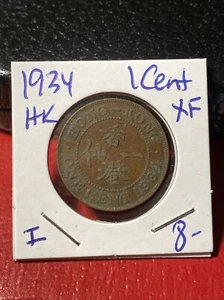 1934
1 Cent
HK
XF
HONG-KONG
香
一仙
港
ONE CENT 1934
I
8-